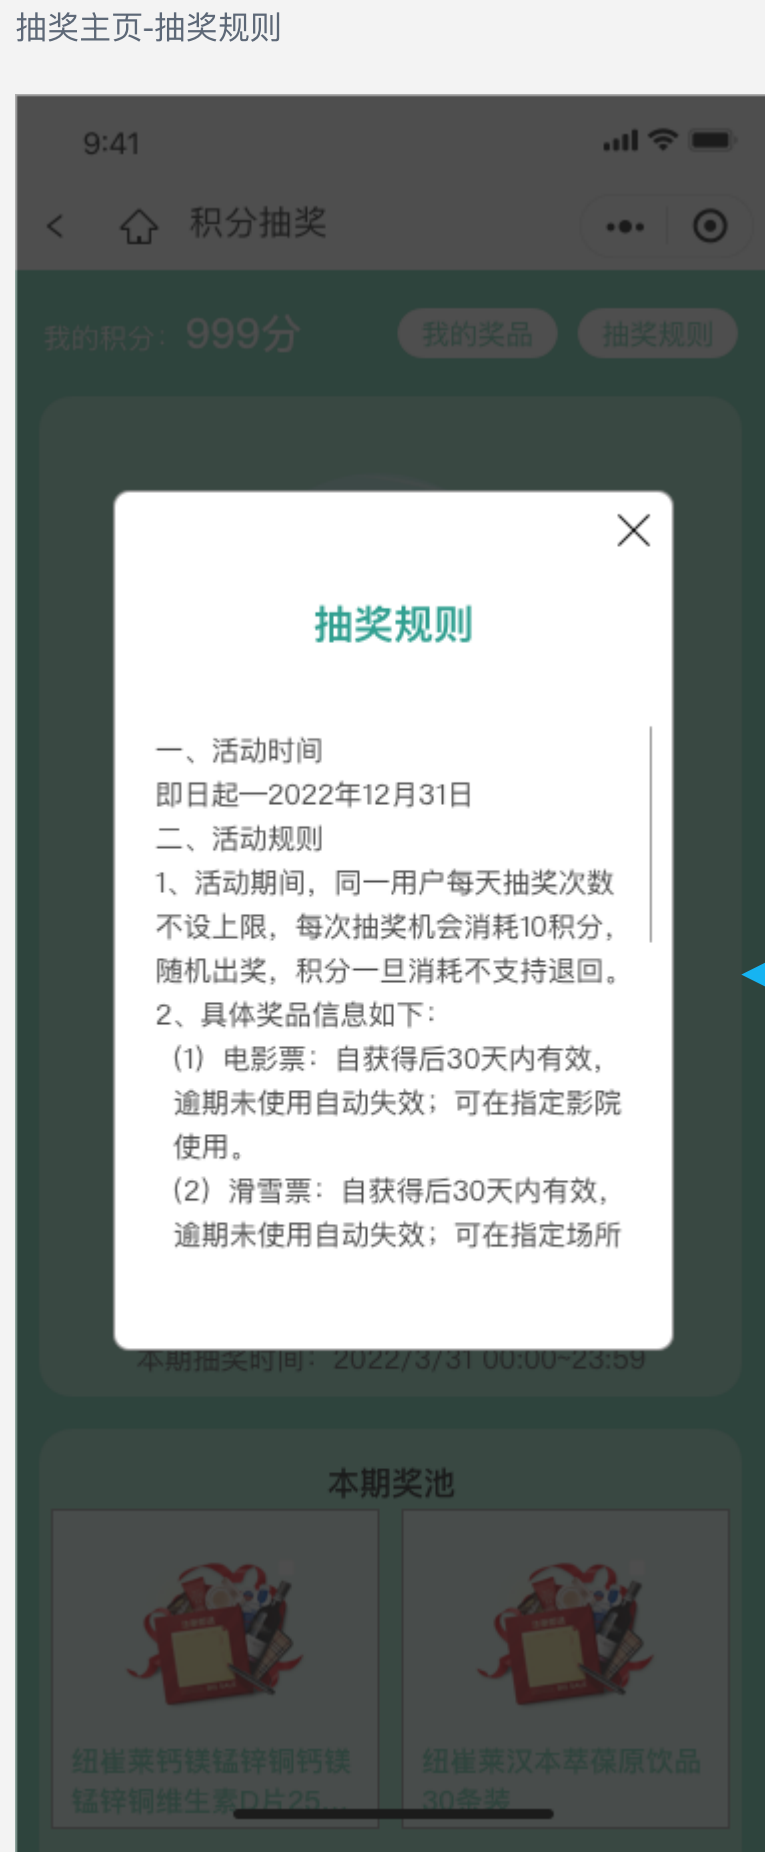 抽奖主页-抽奖规则
9:41
积分抽奖
我的积分：999分
我的奖品
抽奖规则
抽奖规则
一、活动时间
即日起—2022年12月31日
二、活动规则
1、活动期间，同一用户每天抽奖次数
不设上限，每次抽奖机会消耗10积分，
随机出奖，积分一旦消耗不支持退回。
2、具体奖品信息如下：
（1）电影票：自获得后30天内有效，
逾期未使用自动失效；可在指定影院
使用。
（2）滑雪票：自获得后30天内有效，
逾期未使用自动失效；可在指定场所
本期抽奖时间：2022/3/31 00:00~23:59
本期奖池
纽崔莱钙镁锰锌铜钙镁
锰锌铜维生素D片25...
纽崔莱汉本萃葆原饮品
30条装